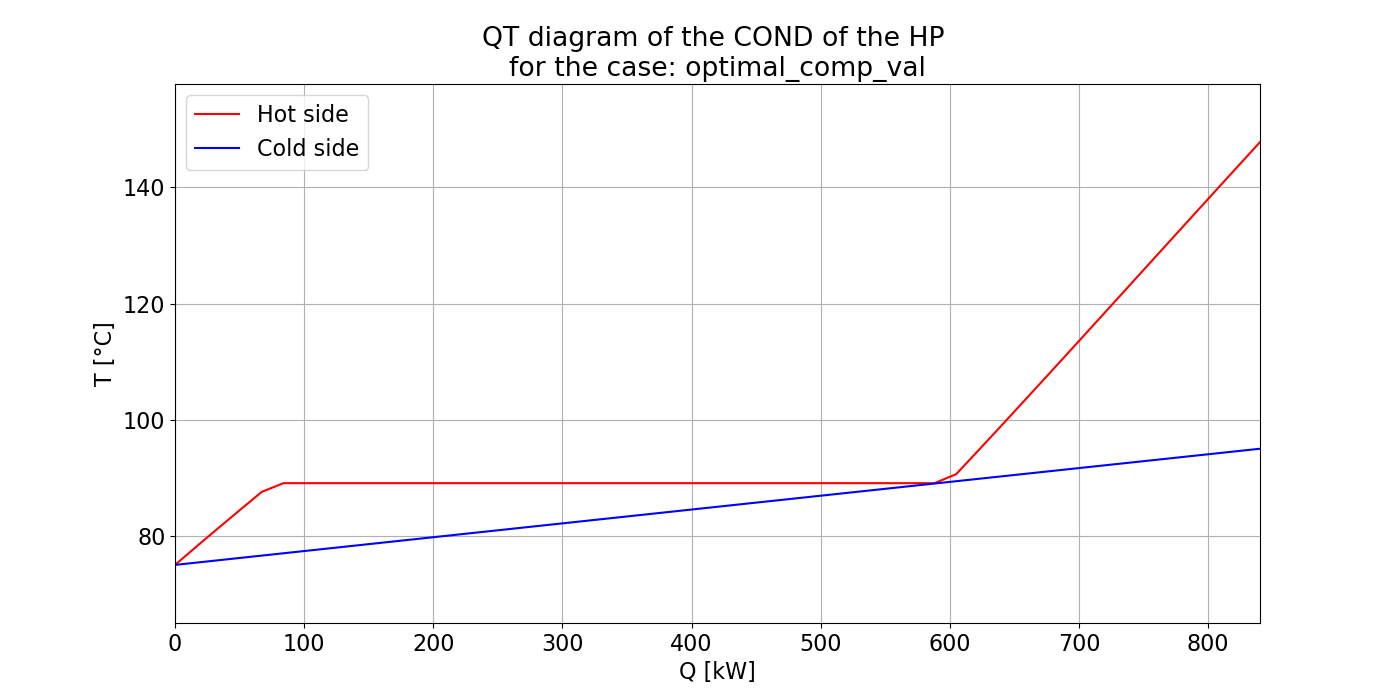 QT diagram of the COND of the HP
for the case: optimal_comp_val
Hot side
Cold side
T [°C]
140
120
100
80
0 100 200 300 400 500 600 700 800
Q [kW]